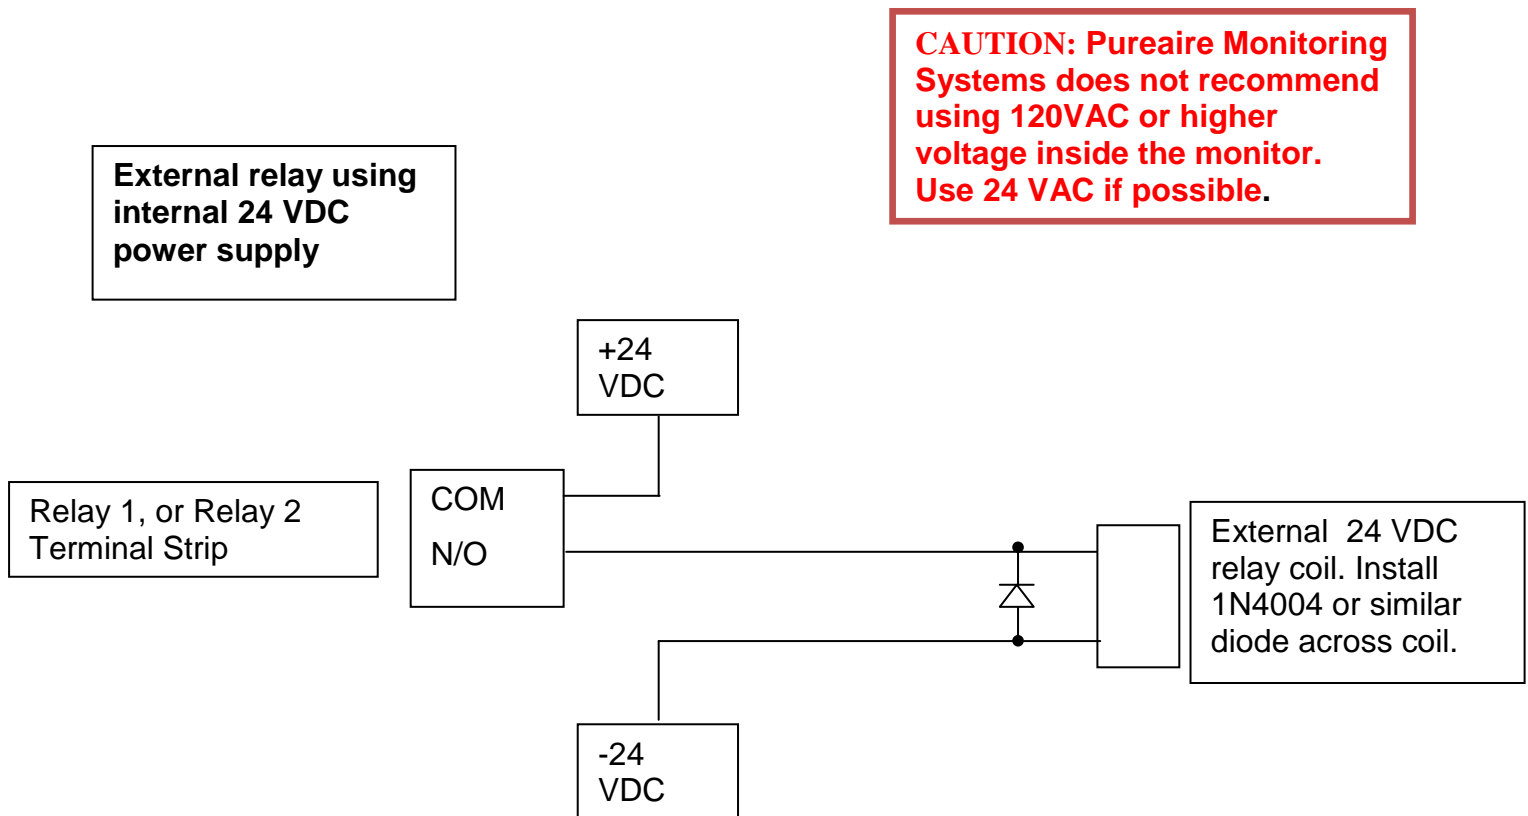 CAUTION: Pureaire Monitoring
Systems does not recommend
using 120VAC or higher
voltage inside the monitor.
Use 24 VAC if possible.
External relay using
internal 24 VDC
power supply
+24
VDC
Relay 1, or Relay 2
Terminal Strip
COM
N/O
External 24 VDC
relay coil. Install
1N4004 or similar
diode across coil.
-24
VDC